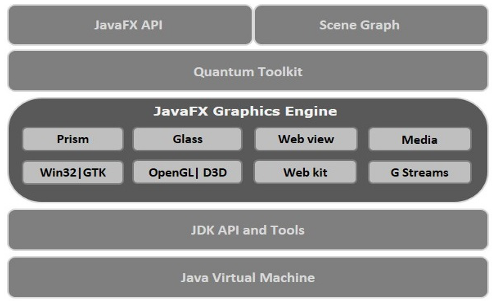 JavaFX API Scene Graph
Quantum Toolkit
JavaFX Graphics Engine
Prism Glass Web view Media
Win32|GTK OpenGL| D3D Web kit G Streams
JDK API and Tools
Java Virtual Machine